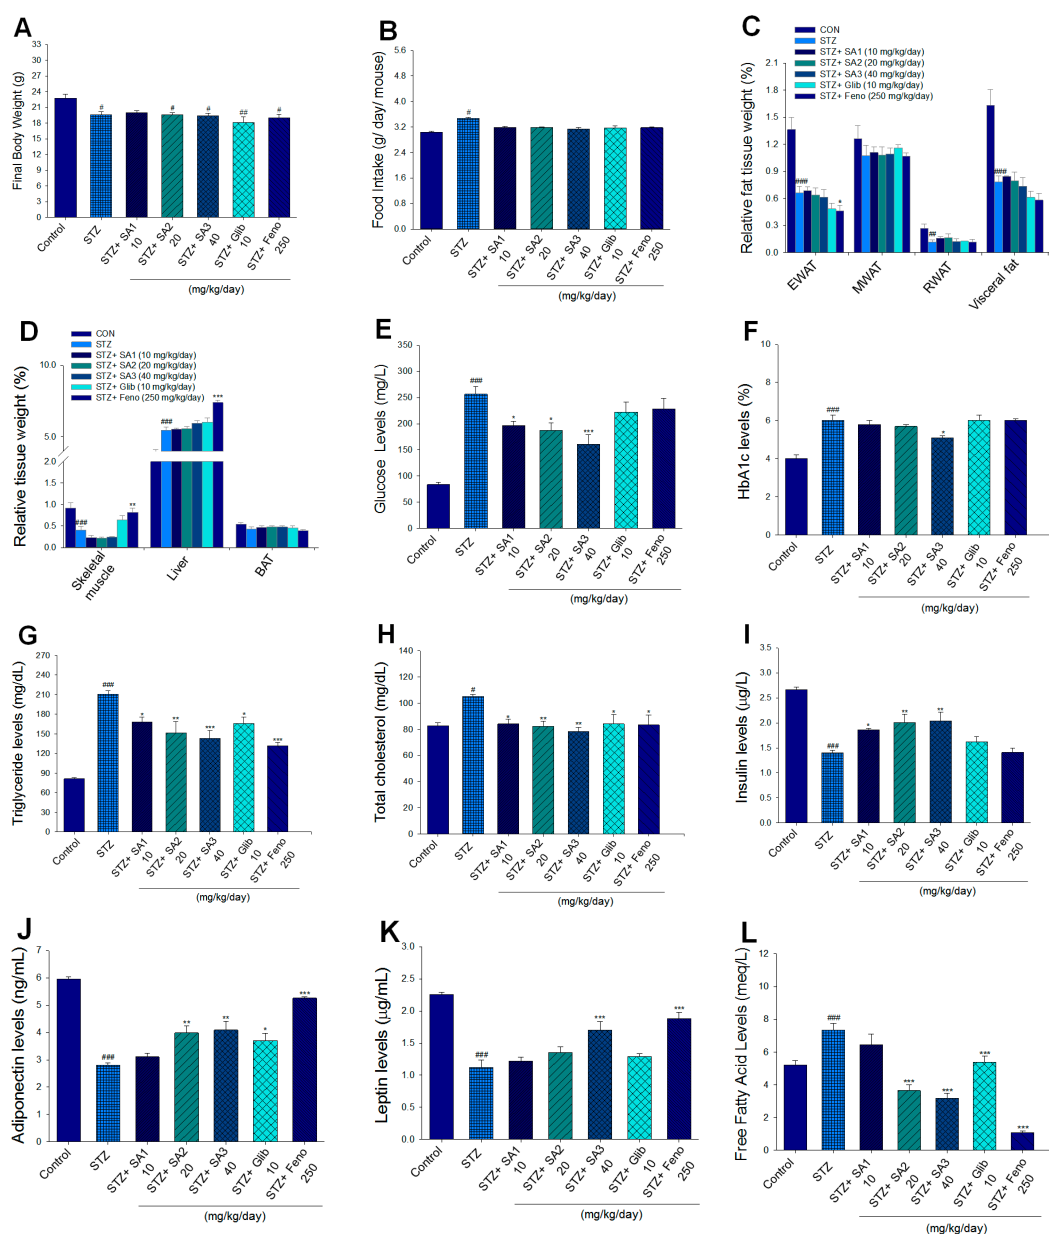 A
Final Body Weight (g)
33
30
27
24
21
18
15
12
9
6
3
0
# # # ## #
Control
STZ
STZ+ SA1
10
STZ+ SA2
20
STZ+ SA3
40
STZ+ Glib
10
STZ+ Feno
250
(mg/kg/day)
B
Food Intake (g/ day/ mouse)
5.6
4.8
4.0
3.2
2.4
1.6
0.8
0.0
#
Control
STZ
STZ+ SA1
10
STZ+ SA2
20
STZ+ SA3
40
STZ+ Glib
10
STZ+ Feno
250
(mg/kg/day)
C
CON
STZ
STZ+ SA1 (10 mg/kg/day)
STZ+ SA2 (20 mg/kg/day)
STZ+ SA3 (40 mg/kg/day)
STZ+ Glib (10 mg/kg/day)
STZ+ Feno (250 mg/kg/day)
Relative fat tissue weight (%)
2.1
1.8
1.5
1.2
0.9
0.6
0.3
0.0
###
*
##
###
EWAT
MWAT
RWAT
Visceral fat
D
CON
STZ
STZ+ SA1 (10 mg/kg/day)
STZ+ SA2 (20 mg/kg/day)
STZ+ SA3 (40 mg/kg/day)
STZ+ Glib (10 mg/kg/day)
STZ+ Feno (250 mg/kg/day)
Relative tissue weight (%)
10.0
5.0
2.0
1.5
1.0
0.5
0.0
###
**
###
***
Skeletal
muscle
Liver
BAT
E
Glucose Levels (mg/L)
350
300
250
200
150
100
50
0
###
*
*
***
Control
STZ
STZ+ SA1
10
STZ+ SA2
20
STZ+ SA3
40
STZ+ Glib
10
STZ+ Feno
250
(mg/kg/day)
F
HbA1c levels (%)
10
8
6
4
2
0
###
*
Control
STZ
STZ+ SA1
10
STZ+ SA2
20
STZ+ SA3
40
STZ+ Glib
10
STZ+ Feno
250
(mg/kg/day)
G
Triglyceride levels (mg/dL)
270
240
210
180
150
120
90
60
30
0
###
*
**
***
*
***
Control
STZ
STZ+ SA1
10
STZ+ SA2
20
STZ+ SA3
40
STZ+ Glib
10
STZ+ Feno
250
(mg/kg/day)
H
Total cholesterol (mg/dL)
140
120
100
80
60
40
20
0
#
*
**
**
*
*
Control
STZ
STZ+ SA1
10
STZ+ SA2
20
STZ+ SA3
40
STZ+ Glib
10
STZ+ Feno
250
(mg/kg/day)
I
Insulin levels (µg/L)
3.5
3.0
2.5
2.0
1.5
1.0
0.5
0.0
###
*
**
**
Control
STZ
STZ+ SA1
10
STZ+ SA2
20
STZ+ SA3
40
STZ+ Glib
10
STZ+ Feno
250
(mg/kg/day)
J
Adiponectin levels (ng/mL)
7
6
5
4
3
2
1
0
###
**
**
*
***
Control
STZ
STZ+ SA1
10
STZ+ SA2
20
STZ+ SA3
40
STZ+ Glib
10
STZ+ Feno
250
(mg/kg/day)
K
Leptin levels (µg/mL)
3.0
2.5
2.0
1.5
1.0
0.5
0.0
###
***
***
Control
STZ
STZ+ SA1
10
STZ+ SA2
20
STZ+ SA3
40
STZ+ Glib
10
STZ+ Feno
250
(mg/kg/day)
L
Free Fatty Acid Levels (meq/L)
10
8
6
4
2
0
###
***
***
***
***
Control
STZ
STZ+ SA1
10
STZ+ SA2
20
STZ+ SA3
40
STZ+ Glib
10
STZ+ Feno
250
(mg/kg/day)